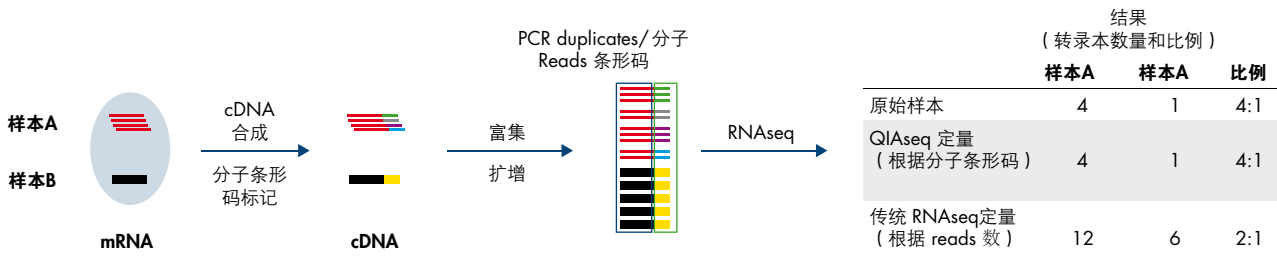 样本A
样本B
mRNA
cDNA
合成
分子条形
码标记
cDNA
富集
扩增
PCR duplicates/分子
Reads 条形码
RNAseq
结果
(转录本数量和比例)
样本A 样本A 比例
原始样本 4 1 4:1
QIAseq 定量
(根据分子条形码) 4 1 4:1
传统 RNAseq定量
(根据 reads 数) 12 6 2:1